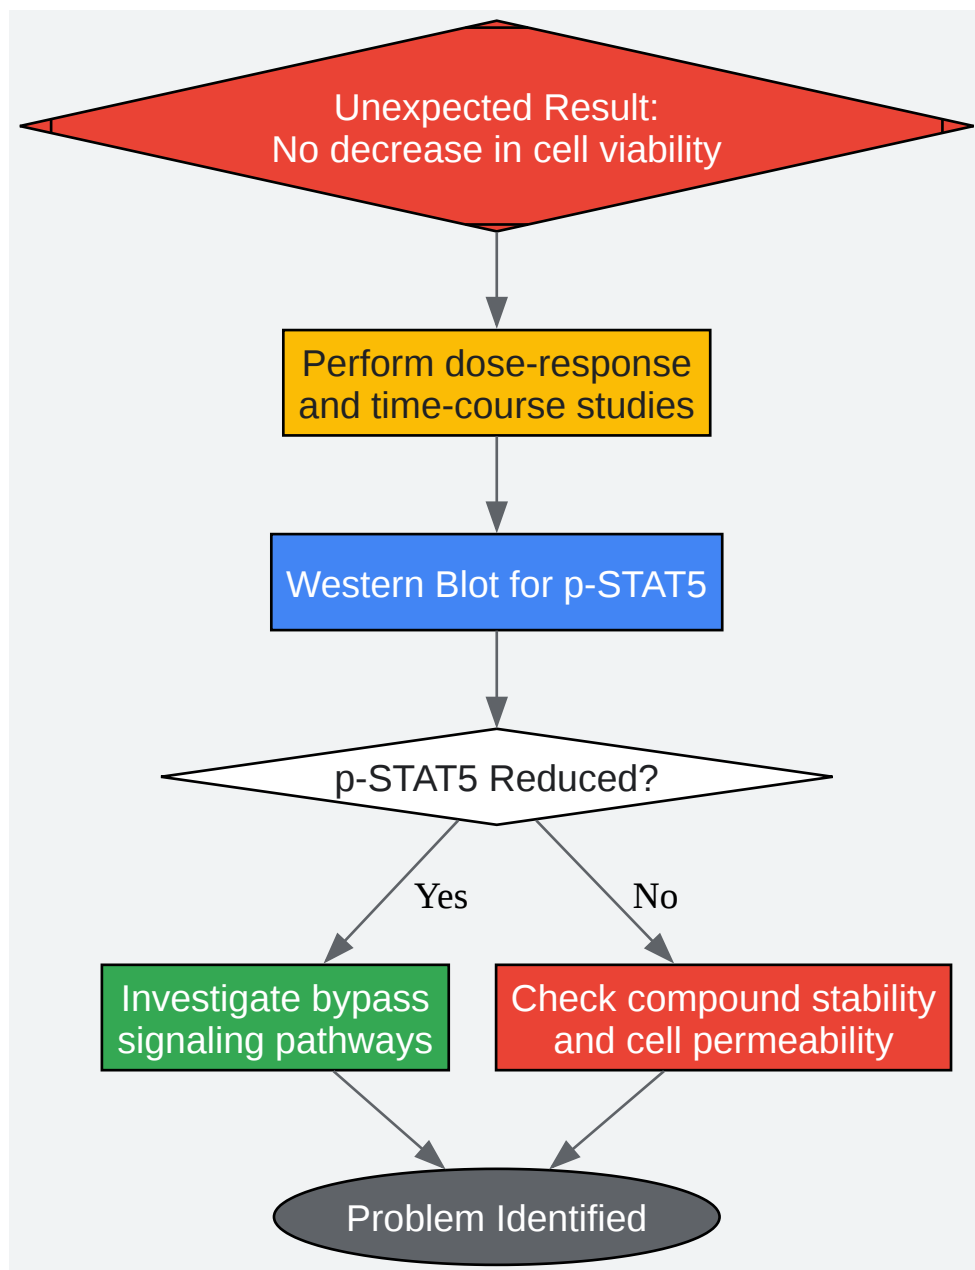 Unexpected Result:
No decrease in cell viability
Perform dose-response
and time-course studies
Western Blot for p-STAT5
p-STAT5 Reduced?
Yes
No
Investigate bypass
signaling pathways
Check compound stability
and cell permeability
Problem Identified